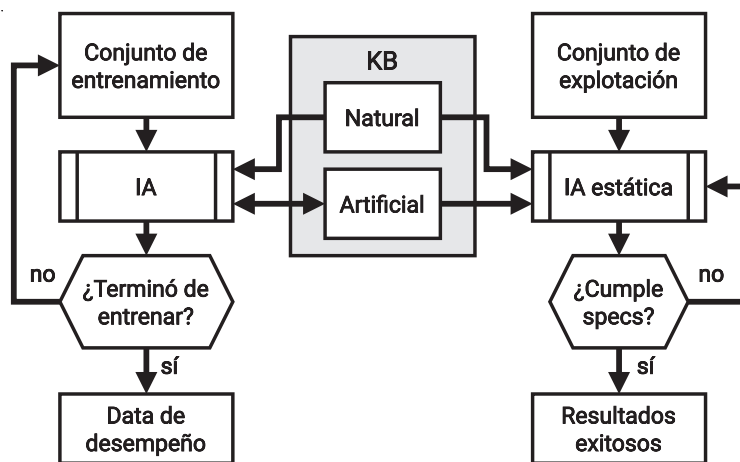 Conjunto de
entrenamiento
IA
¿Terminó de
entrenar?
no
sí
Data de
desempeño
KB
Natural
Artificial
Conjunto de
explotación
IA estática
¿Cumple
specs?
no
sí
Resultados
exitosos